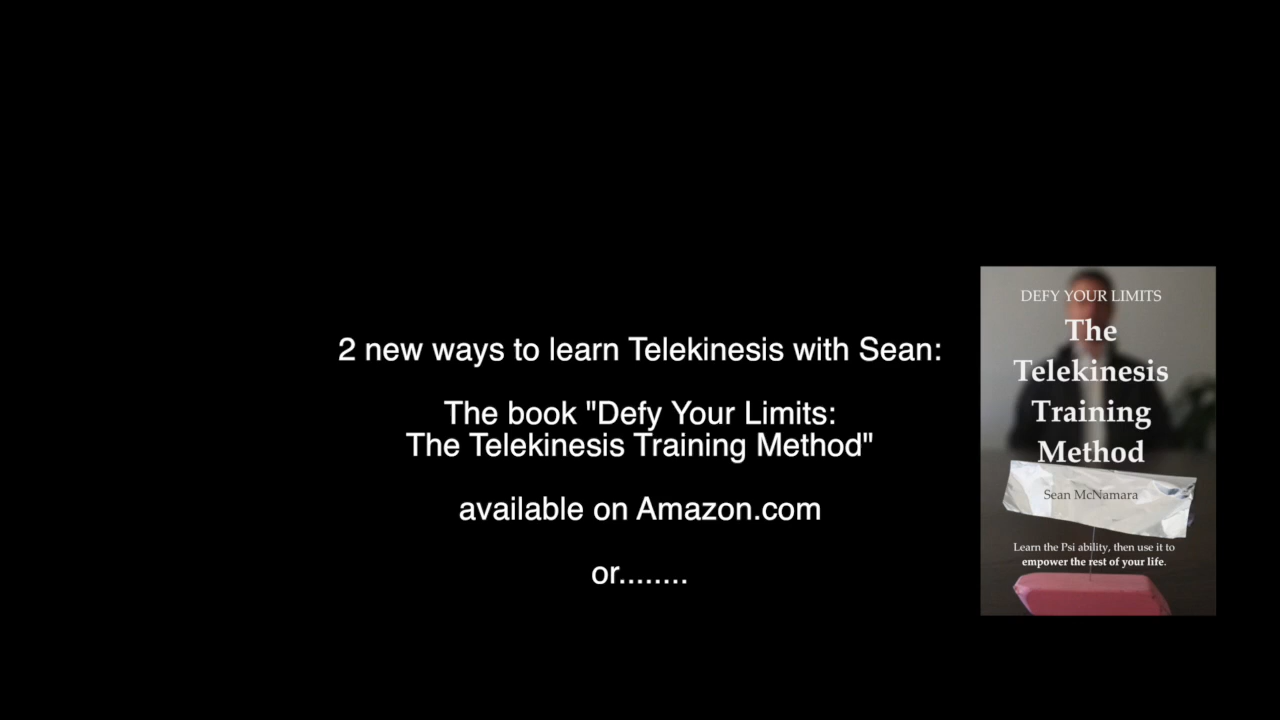 2 new ways to learn Telekinesis with Sean:
The book "Defy Your Limits:
The Telekinesis Training Method"
available on Amazon.com
or........
DEFY YOUR LIMITS
The
Telekinesis
Training
Method
Sean McNamara
Learn the Psi ability, then use it to
empower the rest of your life.